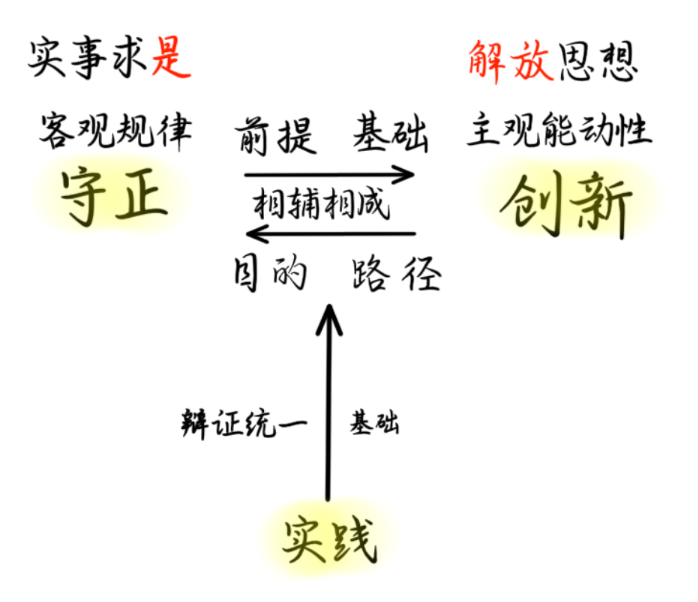 实事求是 解放思想
客观规律 前提 基础 主观能动性
守正 相辅相成 创新
目的 路径
辩证统一 基础
实践